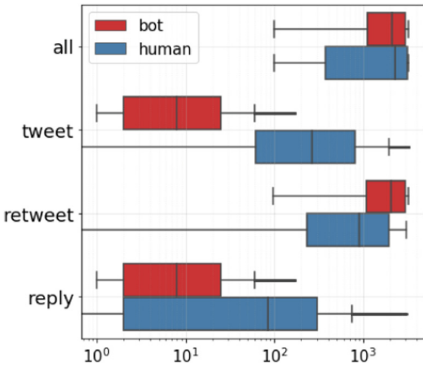 bot
human
all
tweet
retweet
reply
10⁰ 10¹ 10² 10³